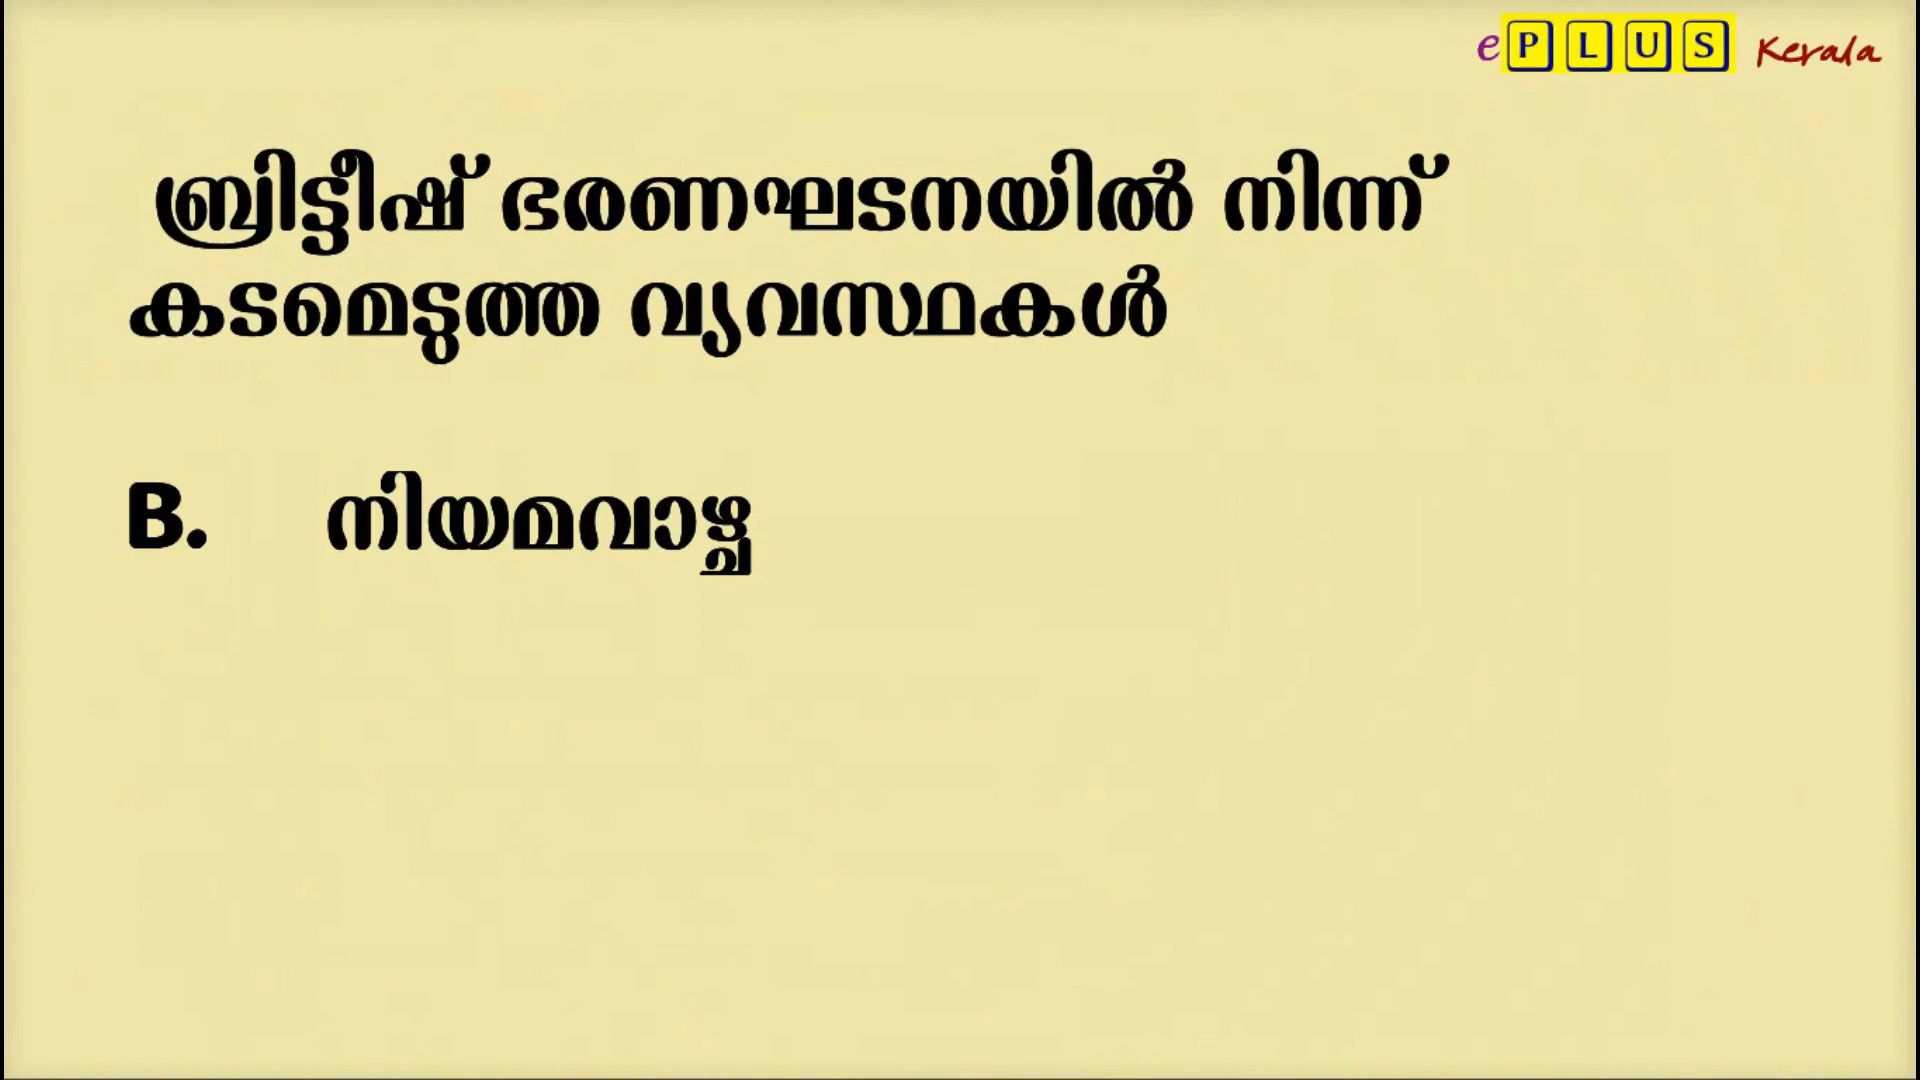 ePLUS Kerala
ബ്രിട്ടീഷ് ഭരണഘടനയിൽ നിന്ന്
കടമെടുത്ത വ്യവസ്ഥകൾ
B. നിയമവാഴ്ച